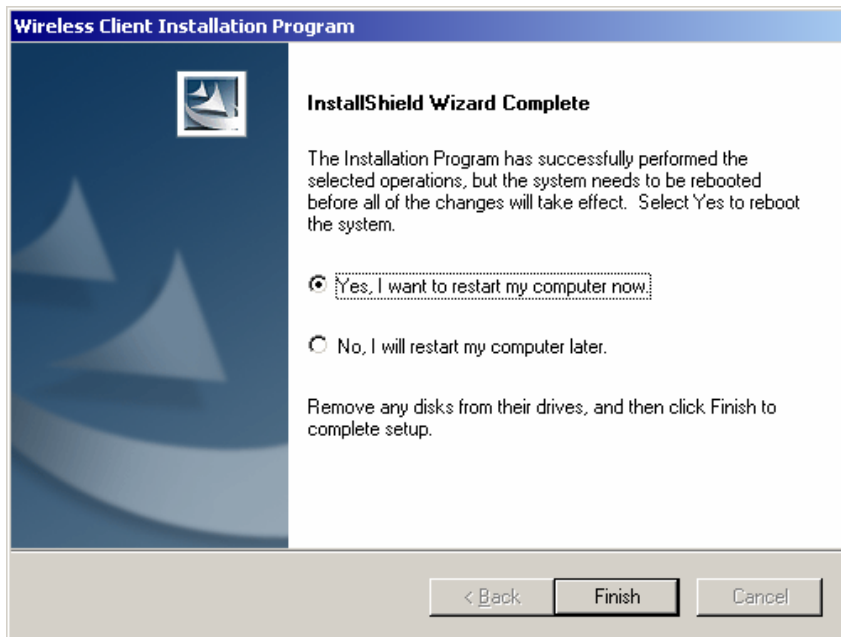 Wireless Client Installation Program
InstallShield Wizard Complete
The Installation Program has successfully performed the
selected operations, but the system needs to be rebooted
before all of the changes will take effect.  Select Yes to reboot
the system.
Yes, I want to restart my computer now.
No, I will restart my computer later.
Remove any disks from their drives, and then click Finish to
complete setup.
< Back
Finish
Cancel